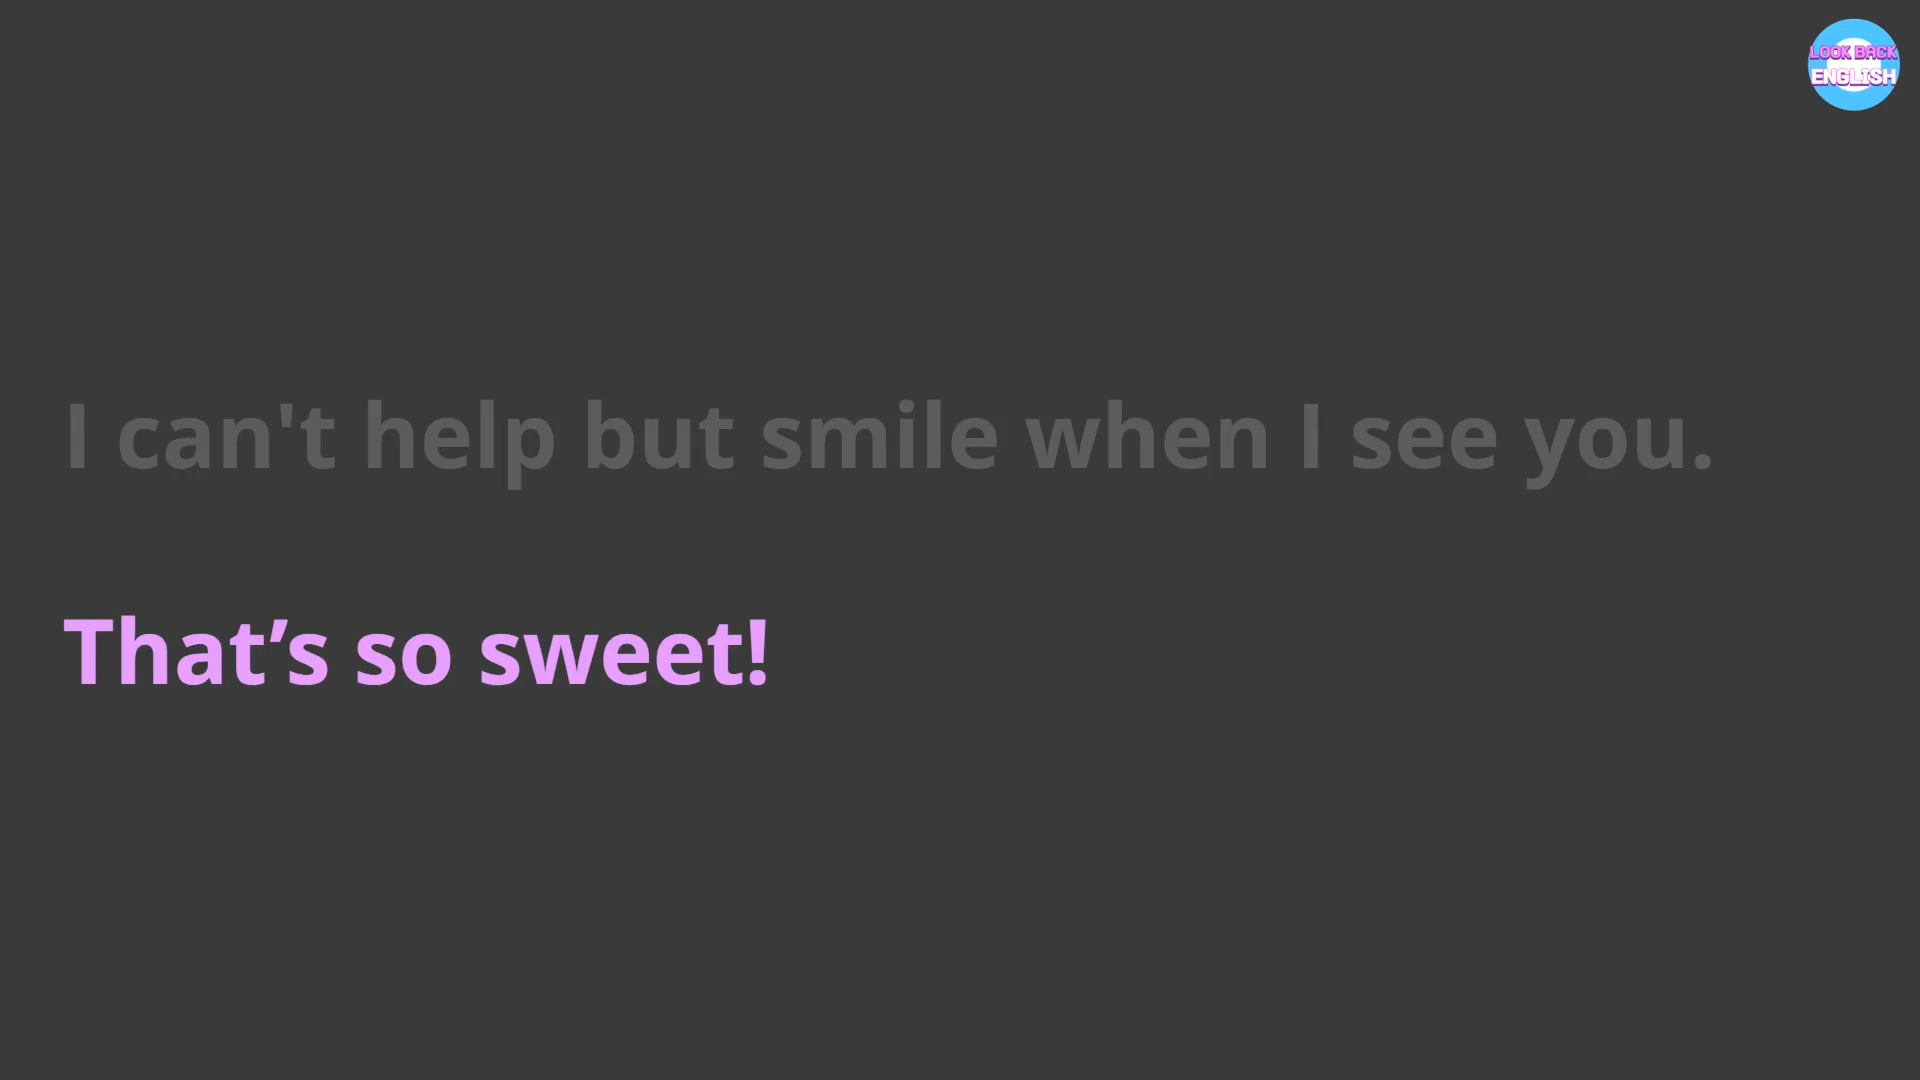 LOOK BACK
ENGLISH
I can't help but smile when I see you.
That’s so sweet!